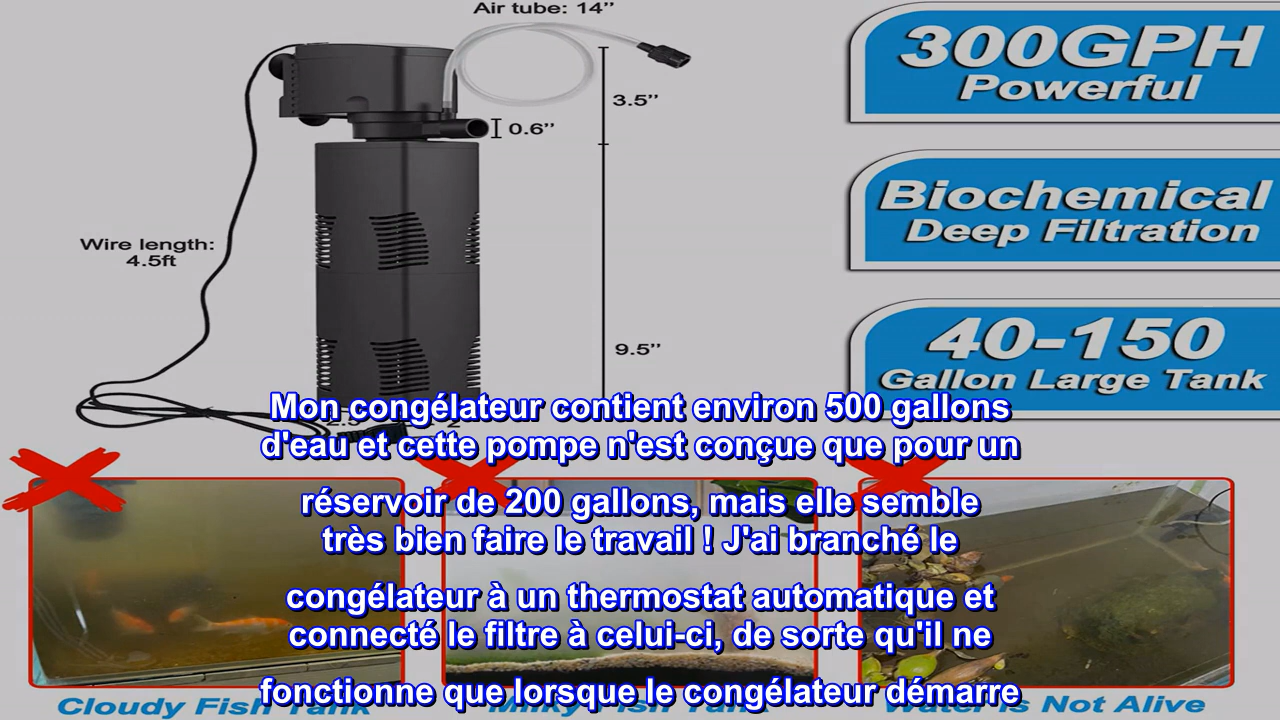 Air tube: 14’’
3.5’’
0.6’’
Wire length:
4.5ft
9.5’’
300GPH
Powerful
Biochemical
Deep Filtration
40-150
Gallon Large Tank
Mon congélateur contient environ 500 gallons
d'eau et cette pompe n'est conçue que pour un
réservoir de 200 gallons, mais elle semble
très bien faire le travail ! J'ai branché le
congélateur à un thermostat automatique et
connecté le filtre à celui-ci, de sorte qu'il ne
fonctionne que lorsque le congélateur démarre
Cloudy Fish Tank
Milky Fish Tank
Water Is Not Alive